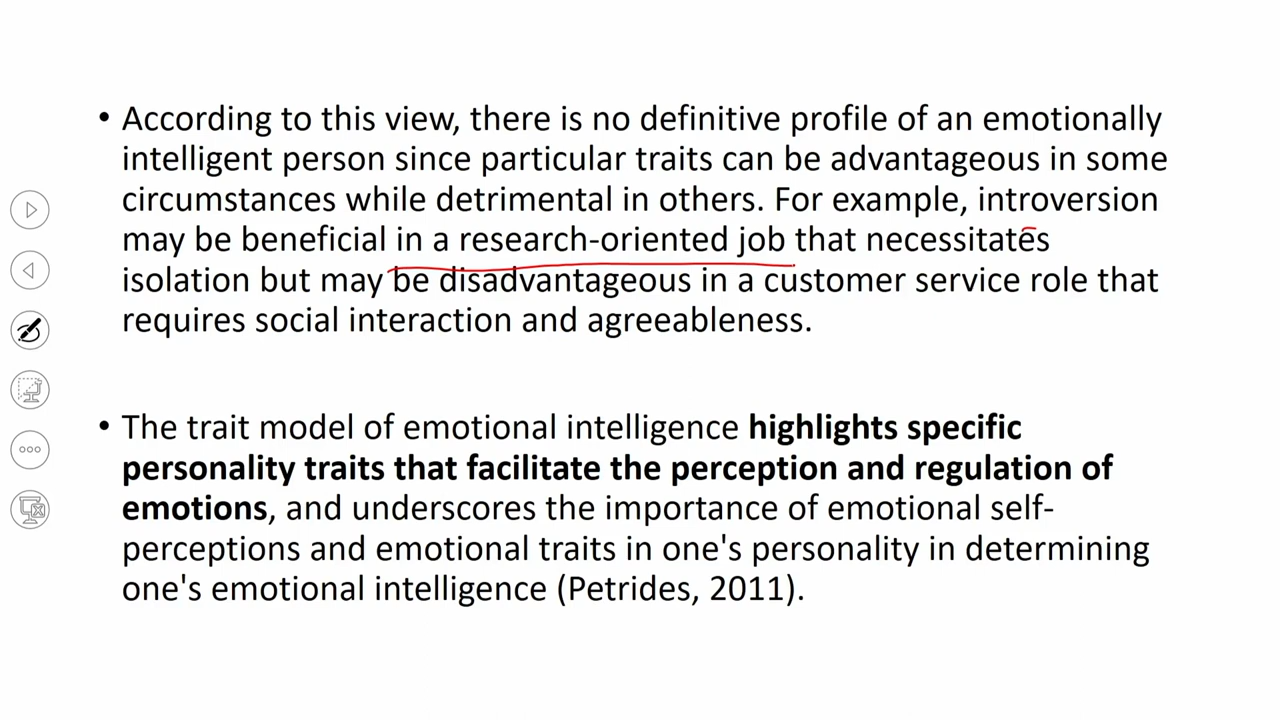 • According to this view, there is no definitive profile of an emotionally
intelligent person since particular traits can be advantageous in some
circumstances while detrimental in others. For example, introversion
may be beneficial in a research-oriented job that necessitates
isolation but may be disadvantageous in a customer service role that
requires social interaction and agreeableness.
• The trait model of emotional intelligence highlights specific
personality traits that facilitate the perception and regulation of
emotions, and underscores the importance of emotional self-
perceptions and emotional traits in one's personality in determining
one's emotional intelligence (Petrides, 2011).